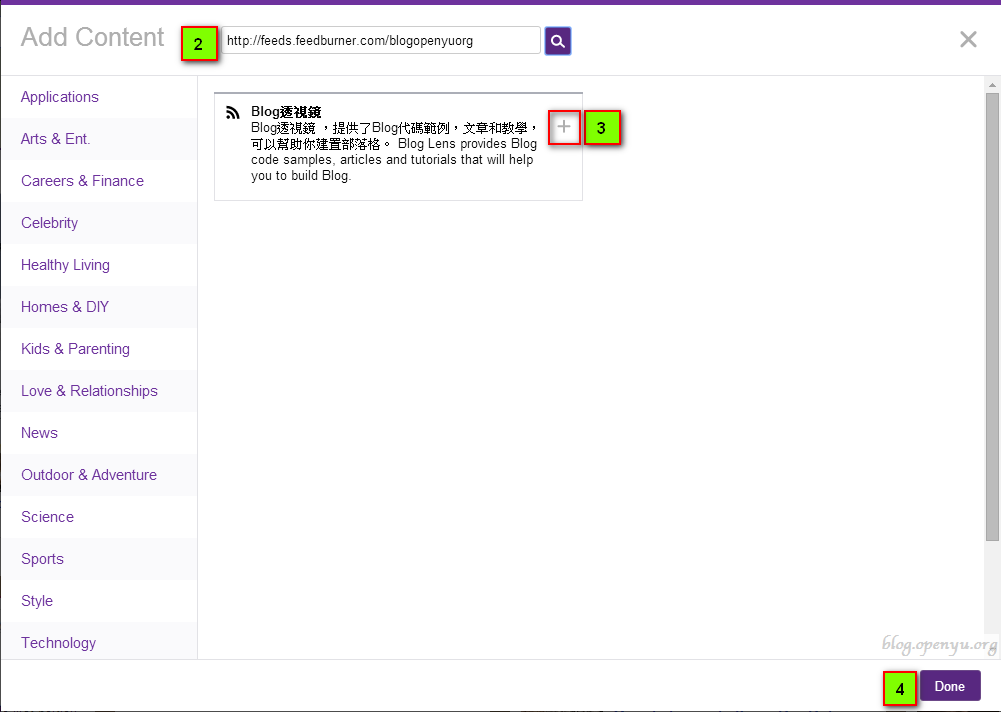 Add Content
2
http://feeds.feedburner.com/blogopenyuorg
Applications
Arts & Ent.
Careers & Finance
Celebrity
Healthy Living
Homes & DIY
Kids & Parenting
Love & Relationships
News
Outdoor & Adventure
Science
Sports
Style
Technology
Blog透視鏡
Blog透視鏡 ，提供了Blog代碼範例，文章和教學，
可以幫助你建置部落格。 Blog Lens provides Blog
code samples, articles and tutorials that will help
you to build Blog.
3
blog.openyu.org
4
Done